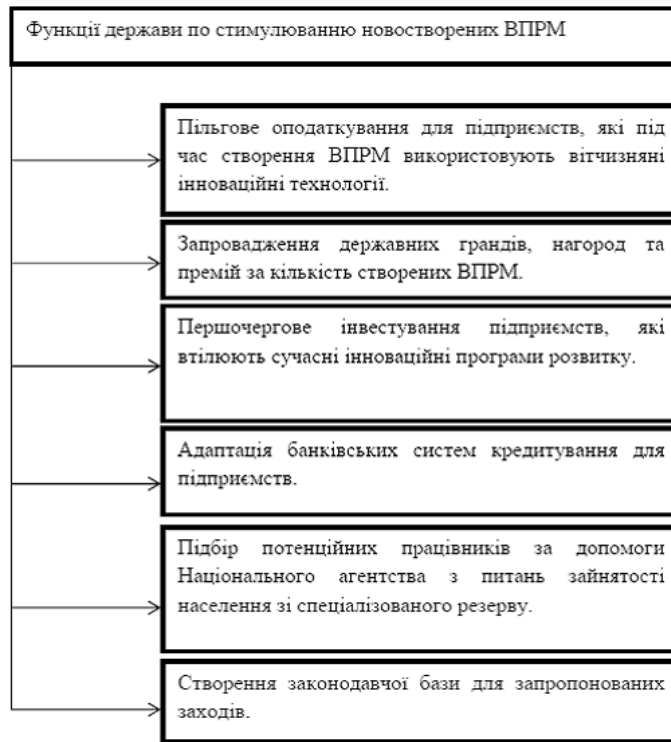 Функції держави по стимулюванню новостворених ВПРМ
Пільгове оподаткування для підприємств, які під
час створення ВПРМ використовують вітчизняні
інноваційні технології.
Запровадження державних грандів, нагород та
премій за кількість створених ВПРМ.
Першочергове інвестування підприємств, які
втілюють сучасні інноваційні програми розвитку.
Адаптація банківських систем кредитування для
підприємств.
Підбір потенційних працівників за допомоги
Національного агентства з питань зайнятості
населення зі спеціалізованого резерву.
Створення законодавчої бази для запропонованих
заходів.